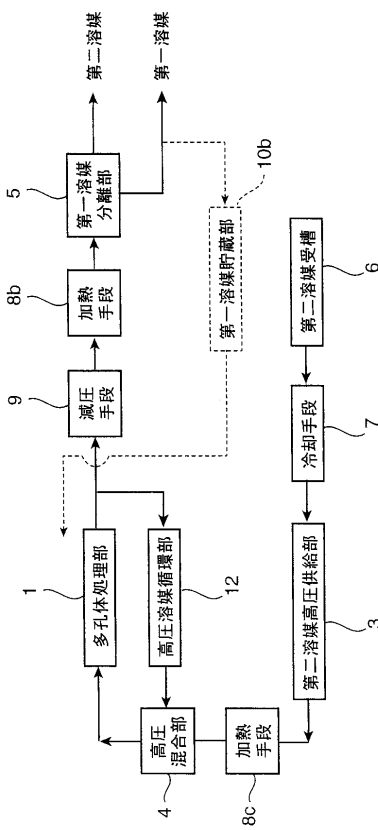 1
多孔体処理部
9
減圧
手段
8b
加熱
手段
5
第一溶媒
分離部
第二溶媒
第一溶媒
12
高圧溶媒循環部
第一溶媒貯蔵部
10b
4
高圧
混合部
8c
加熱
手段
3
第二溶媒高圧供給部
7
冷却手段
6
第二溶媒受槽